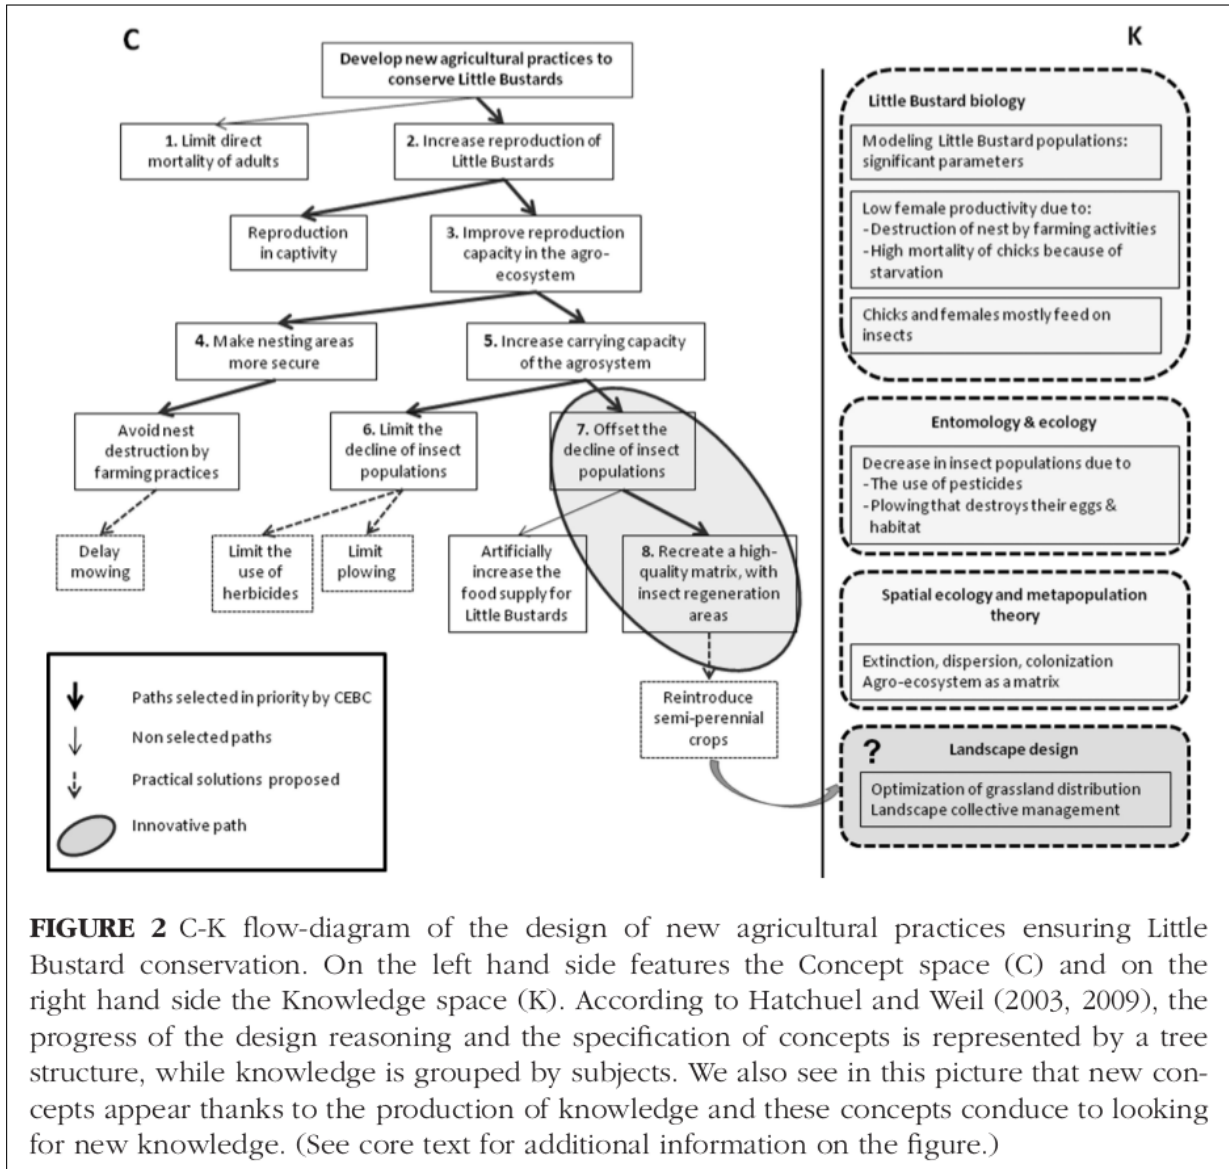 C
K
Develop new agricultural practices to
conserve Little Bustards
1. Limit direct
mortality of adults
2. Increase reproduction of
Little Bustards
Reproduction
in captivity
3. Improve reproduction
capacity in the agro-
ecosystem
4. Make nesting areas
more secure
5. Increase carrying capacity
of the agrosystem
Avoid nest
destruction by
farming practices
6. Limit the
decline of insect
populations
7. Offset the
decline of insect
populations
Delay
mowing
Limit the
use of
herbicides
Limit
plowing
Artificially
increase the
food supply for
Little Bustards
8. Recreate a high-
quality matrix, with
insect regeneration
areas
Reintroduce
semi-perennial
crops
Paths selected in priority by CEBC
Non selected paths
Practical solutions proposed
Innovative path
Little Bustard biology
Modeling Little Bustard populations:
significant parameters
Low female productivity due to:
-Destruction of nest by farming activities
-High mortality of chicks because of
starvation
Chicks and females mostly feed on
insects
Entomology & ecology
Decrease in insect populations due to
-The use of pesticides
-Plowing that destroys their eggs &
habitat
Spatial ecology and metapopulation
theory
Extinction, dispersion, colonization
Agro-ecosystem as a matrix
? Landscape design
Optimization of grassland distribution
Landscape collective management
FIGURE 2 C-K flow-diagram of the design of new agricultural practices ensuring Little
Bustard conservation. On the left hand side features the Concept space (C) and on the
right hand side the Knowledge space (K). According to Hatchuel and Weil (2003, 2009), the
progress of the design reasoning and the specification of concepts is represented by a tree
structure, while knowledge is grouped by subjects. We also see in this picture that new con-
cepts appear thanks to the production of knowledge and these concepts conduce to looking
for new knowledge. (See core text for additional information on the figure.)